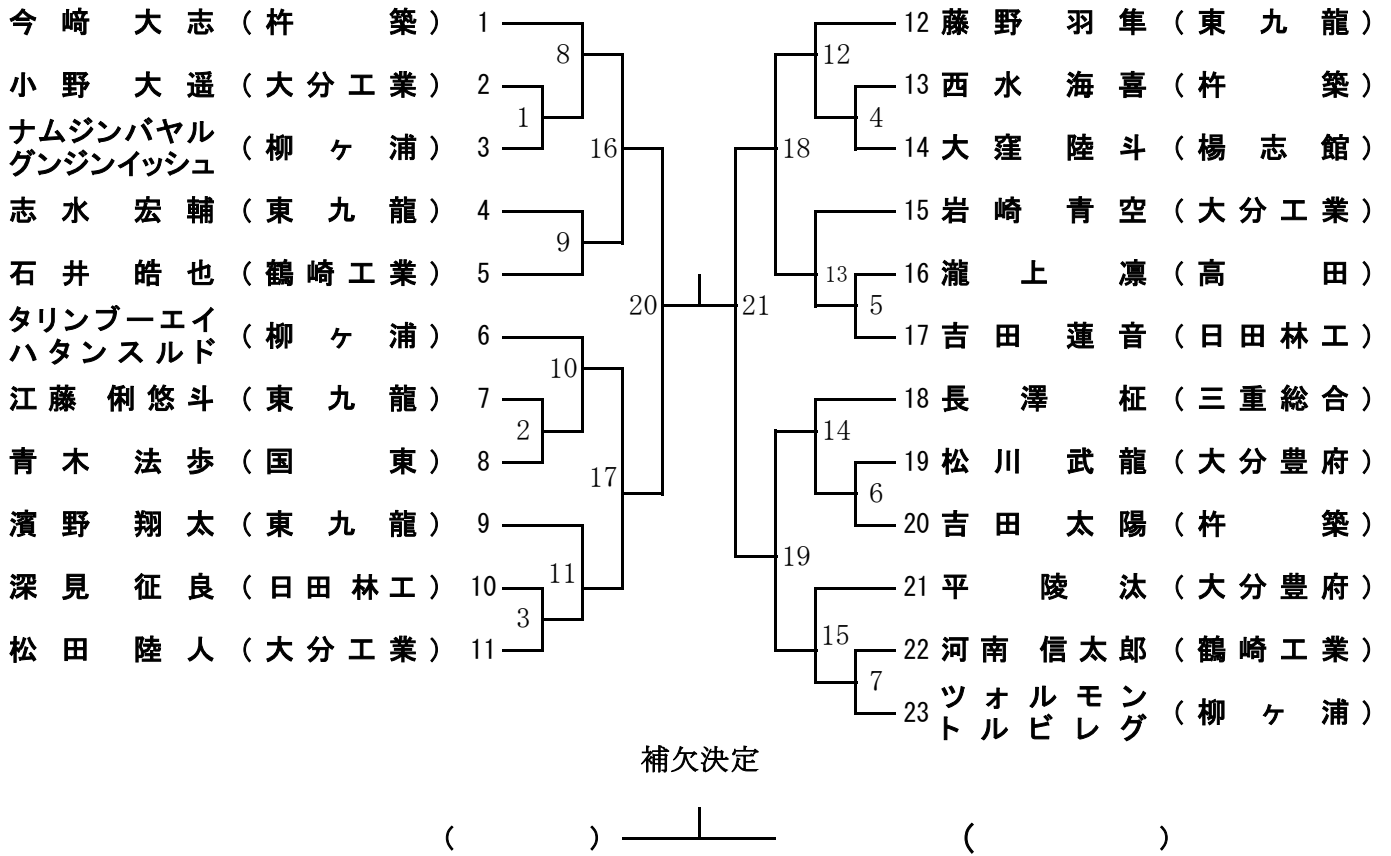 今﨑 大志 (杵 築) 1
小野 大遥 (大分工業) 2
ナムジンバヤル
グンジンイッシュ (柳ヶ浦) 3
志水 宏輔 (東九龍) 4
石井 皓也 (鶴崎工業) 5
タリンブーエイ
ハタンスルド (柳ヶ浦) 6
江藤 俐悠斗 (東九龍) 7
青木 法歩 (国 東) 8
濱野 翔太 (東九龍) 9
深見 征良 (日田林工) 10
松田 陸人 (大分工業) 11
8
1
16
9
20
10
2
17
11
3
12 藤野 羽隼 (東九龍)
13 西水 海喜 (杵 築)
14 大窪 陸斗 (楊志館)
15 岩崎 青空 (大分工業)
16 瀧上 凛 (高 田)
17 吉田 蓮音 (日田林工)
18 長澤 柾 (三重総合)
19 松川 武龍 (大分豊府)
20 吉田 太陽 (杵 築)
21 平 陵汰 (大分豊府)
22 河南 信太郎 (鶴崎工業)
23 ツォルモン
トルビレグ (柳ヶ浦)
12
4
18
13
5
21
14
6
19
15
7
補欠決定
( ) ( )